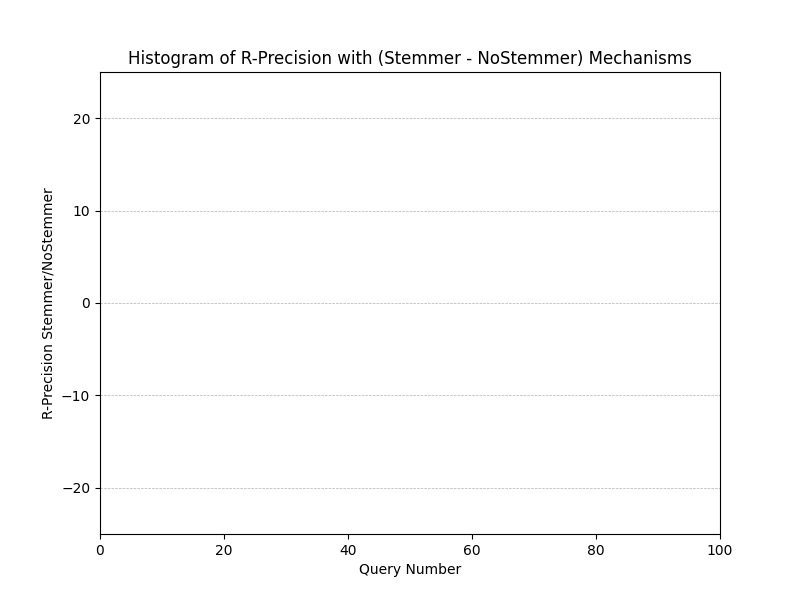 Histogram of R-Precision with (Stemmer - NoStemmer) Mechanisms
R-Precision Stemmer/NoStemmer
20
10
0
−10
−20
0 20 40 60 80 100
Query Number